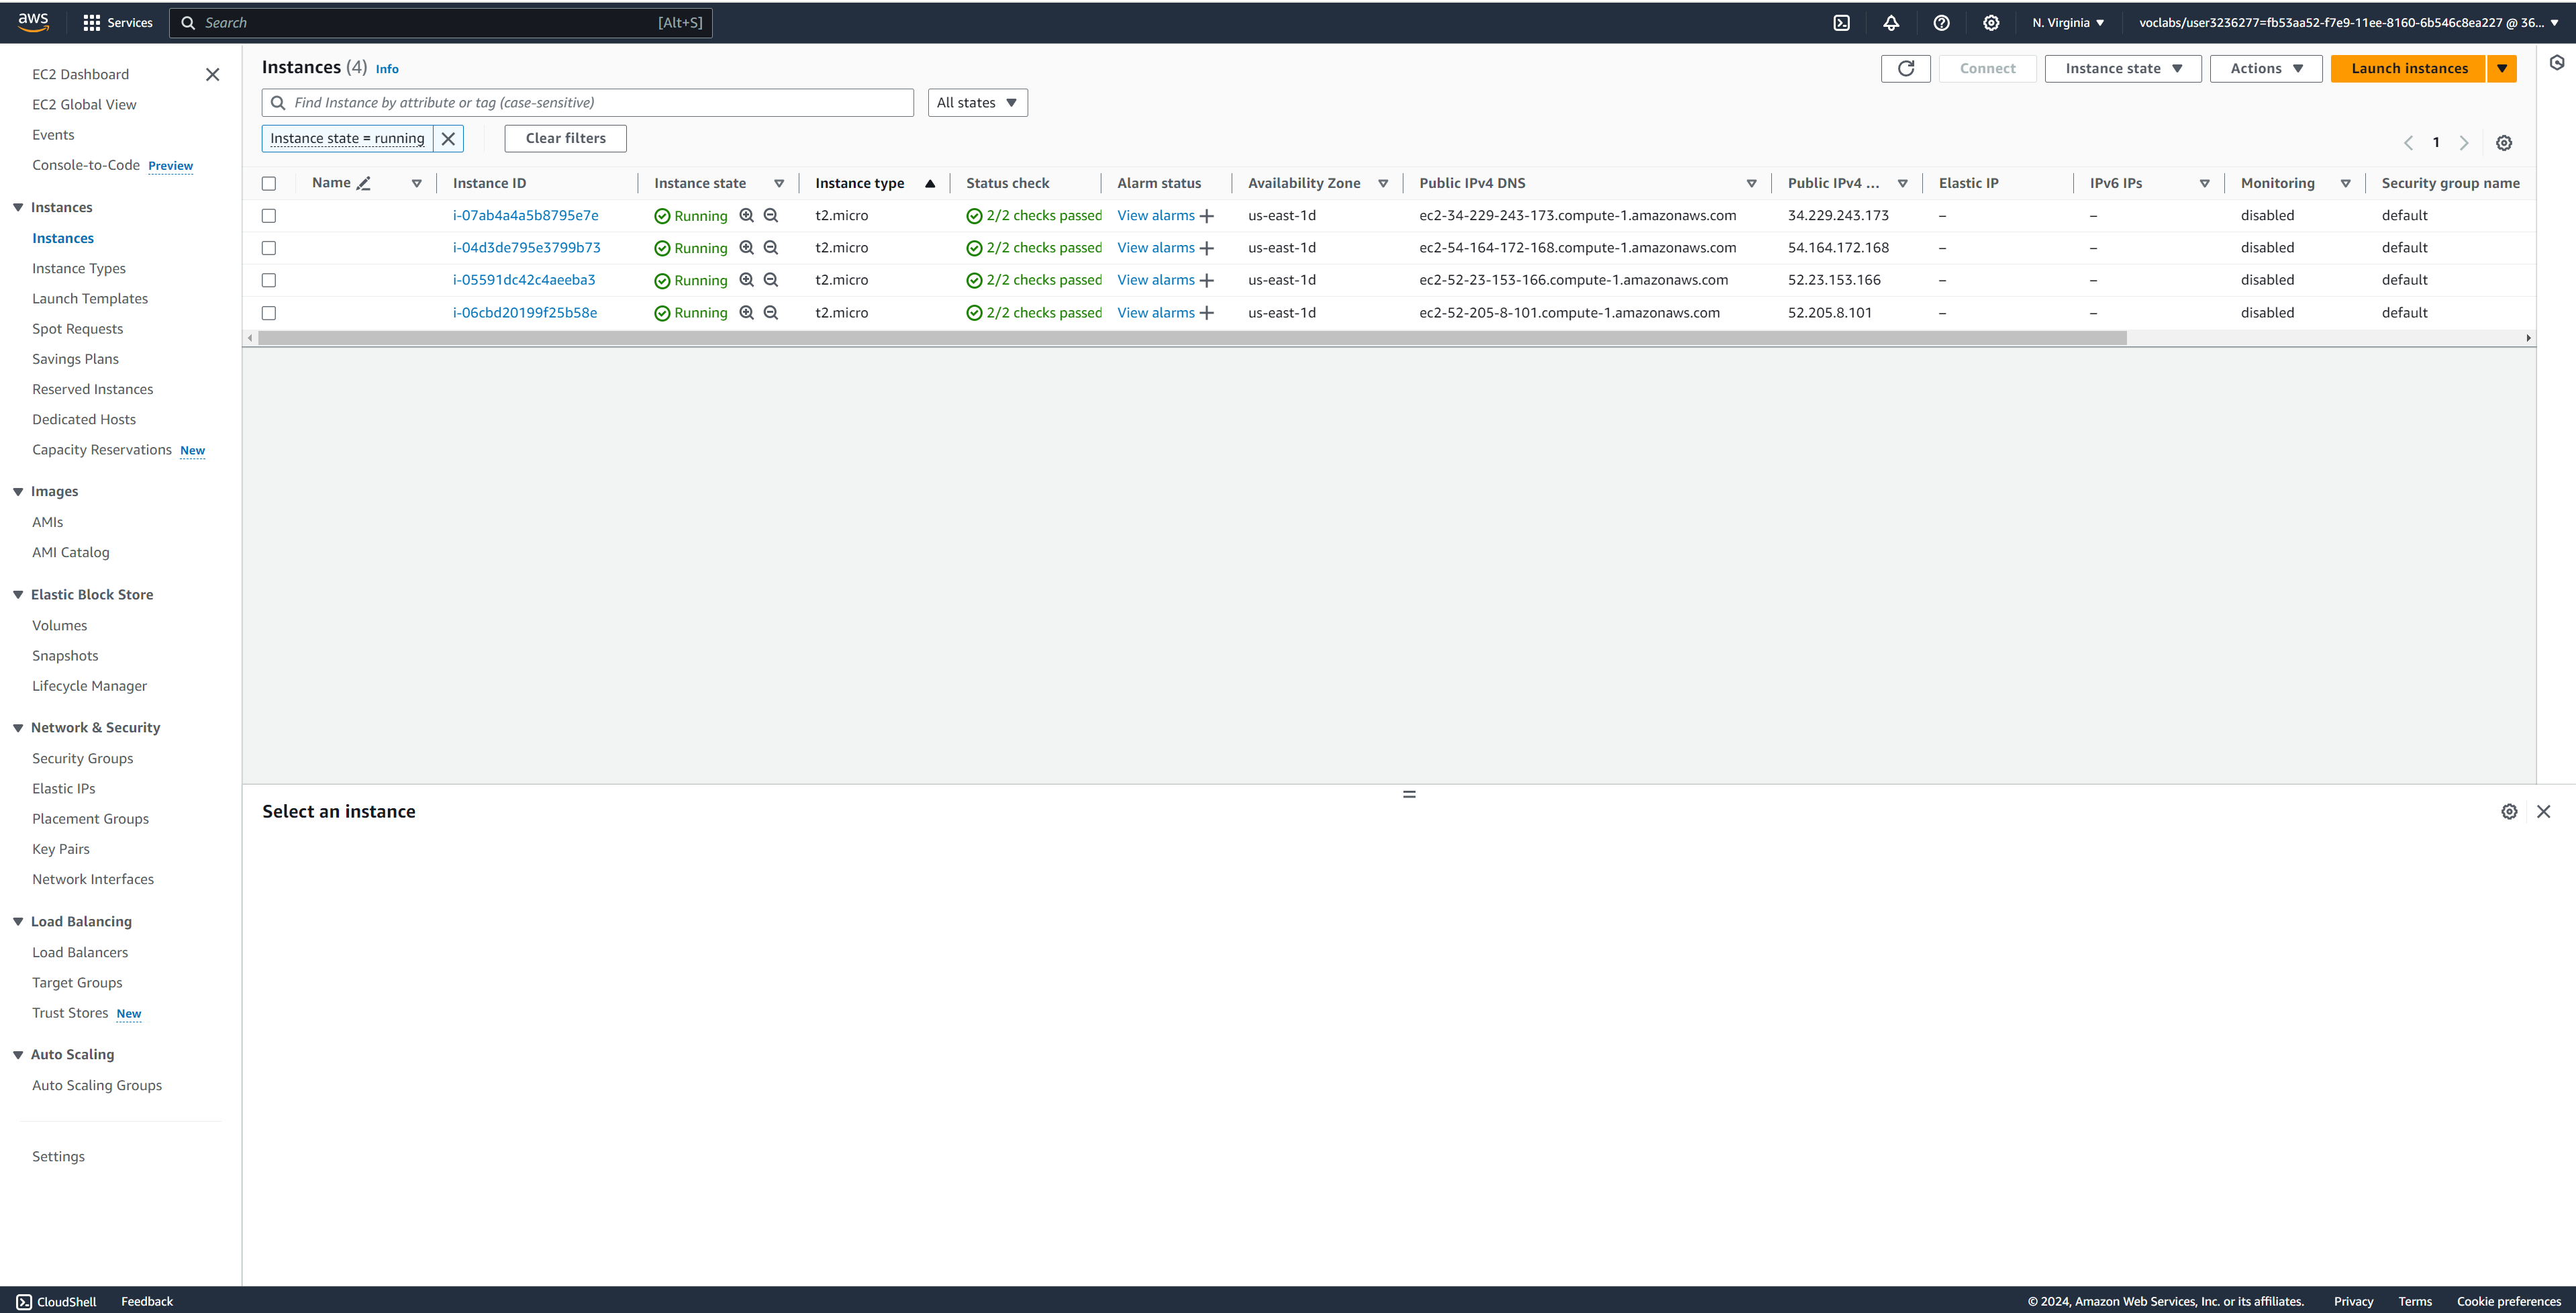 aws Services Search [Alt+S] N. Virginia voclabs/user3236277=fb53aa52-f7e9-11ee-8160-6b546c8ea227 @ 36...
EC2 Dashboard
EC2 Global View
Events
Console-to-Code Preview
Instances
Instances
Instance Types
Launch Templates
Spot Requests
Savings Plans
Reserved Instances
Dedicated Hosts
Capacity Reservations New
Images
AMIs
AMI Catalog
Elastic Block Store
Volumes
Snapshots
Lifecycle Manager
Network & Security
Security Groups
Elastic IPs
Placement Groups
Key Pairs
Network Interfaces
Load Balancing
Load Balancers
Target Groups
Trust Stores New
Auto Scaling
Auto Scaling Groups
Settings
Instances (4) Info Connect Instance state Actions Launch instances
Find Instance by attribute or tag (case-sensitive) All states
Instance state = running Clear filters 1
Name Instance ID Instance state Instance type Status check Alarm status Availability Zone Public IPv4 DNS Public IPv4 ... Elastic IP IPv6 IPs Monitoring Security group name
i-07ab4a4a5b8795e7e Running t2.micro 2/2 checks passed View alarms us-east-1d ec2-34-229-243-173.compute-1.amazonaws.com 34.229.243.173 – – disabled default
i-04d3de795e3799b73 Running t2.micro 2/2 checks passed View alarms us-east-1d ec2-54-164-172-168.compute-1.amazonaws.com 54.164.172.168 – – disabled default
i-05591dc42c4aeeba3 Running t2.micro 2/2 checks passed View alarms us-east-1d ec2-52-23-153-166.compute-1.amazonaws.com 52.23.153.166 – – disabled default
i-06cbd20199f25b58e Running t2.micro 2/2 checks passed View alarms us-east-1d ec2-52-205-8-101.compute-1.amazonaws.com 52.205.8.101 – – disabled default
Select an instance
CloudShell Feedback © 2024, Amazon Web Services, Inc. or its affiliates. Privacy Terms Cookie preferences